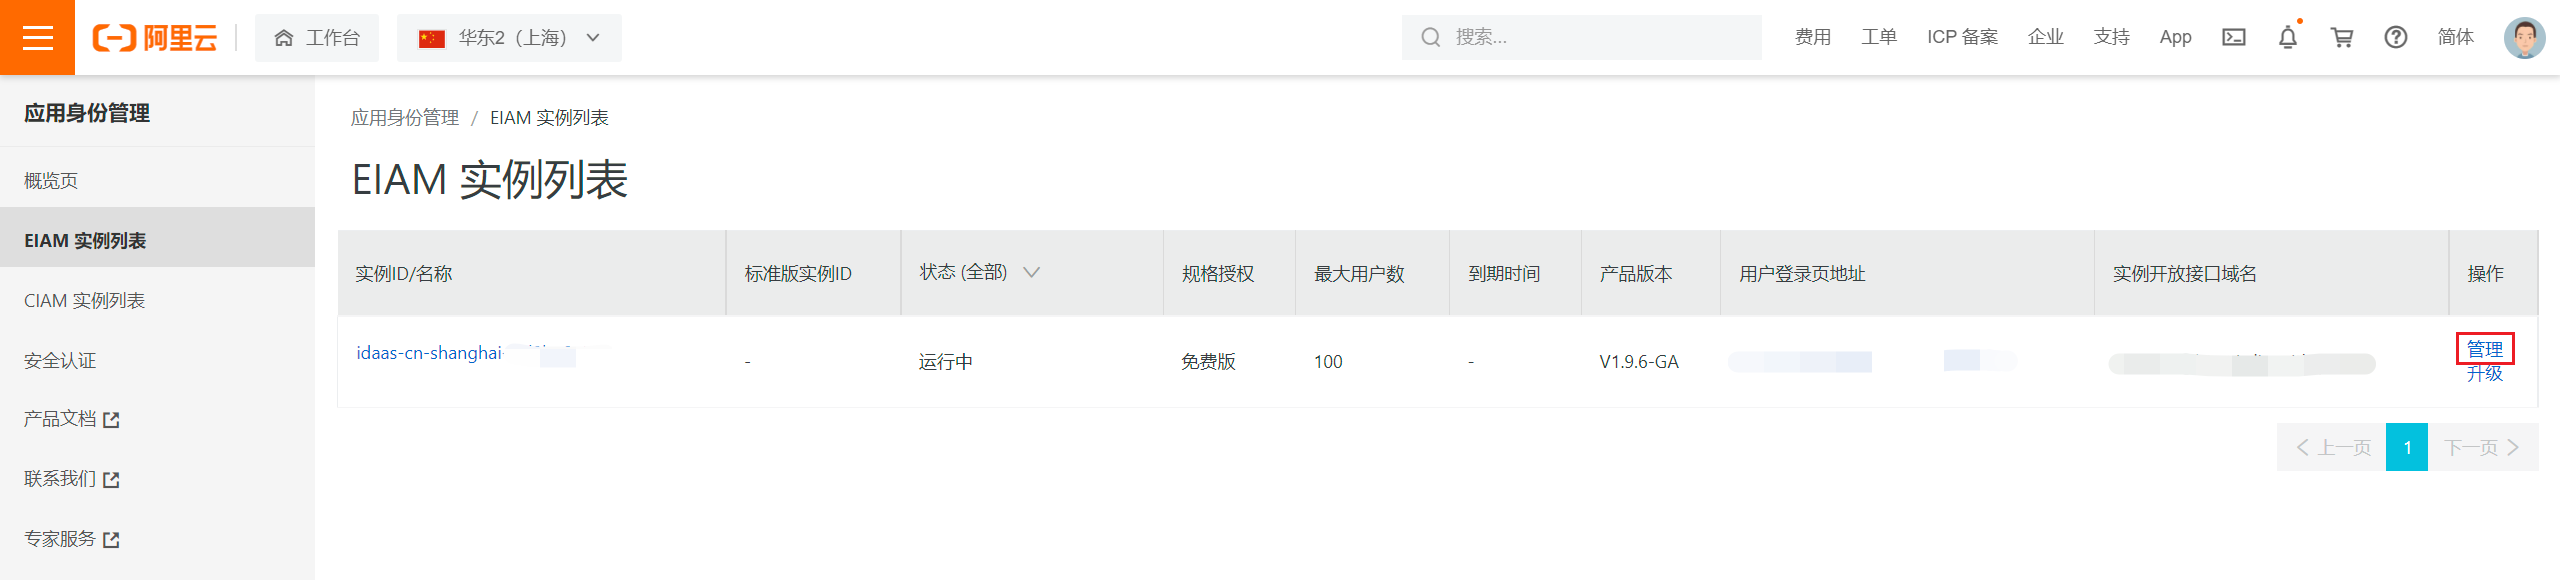 阿里云
工作台
华东2（上海）
搜索...
费用
工单
ICP 备案
企业
支持
App
简体
应用身份管理
概览页
EIAM 实例列表
CIAM 实例列表
安全认证
产品文档
联系我们
专家服务
应用身份管理 / EIAM 实例列表
EIAM 实例列表
实例ID/名称 标准版实例ID 状态 (全部) 规格授权 最大用户数 到期时间 产品版本 用户登录页地址 实例开放接口域名 操作
idaas-cn-shanghai- - 运行中 免费版 100 - V1.9.6-GA 管理
升级
上一页 1 下一页